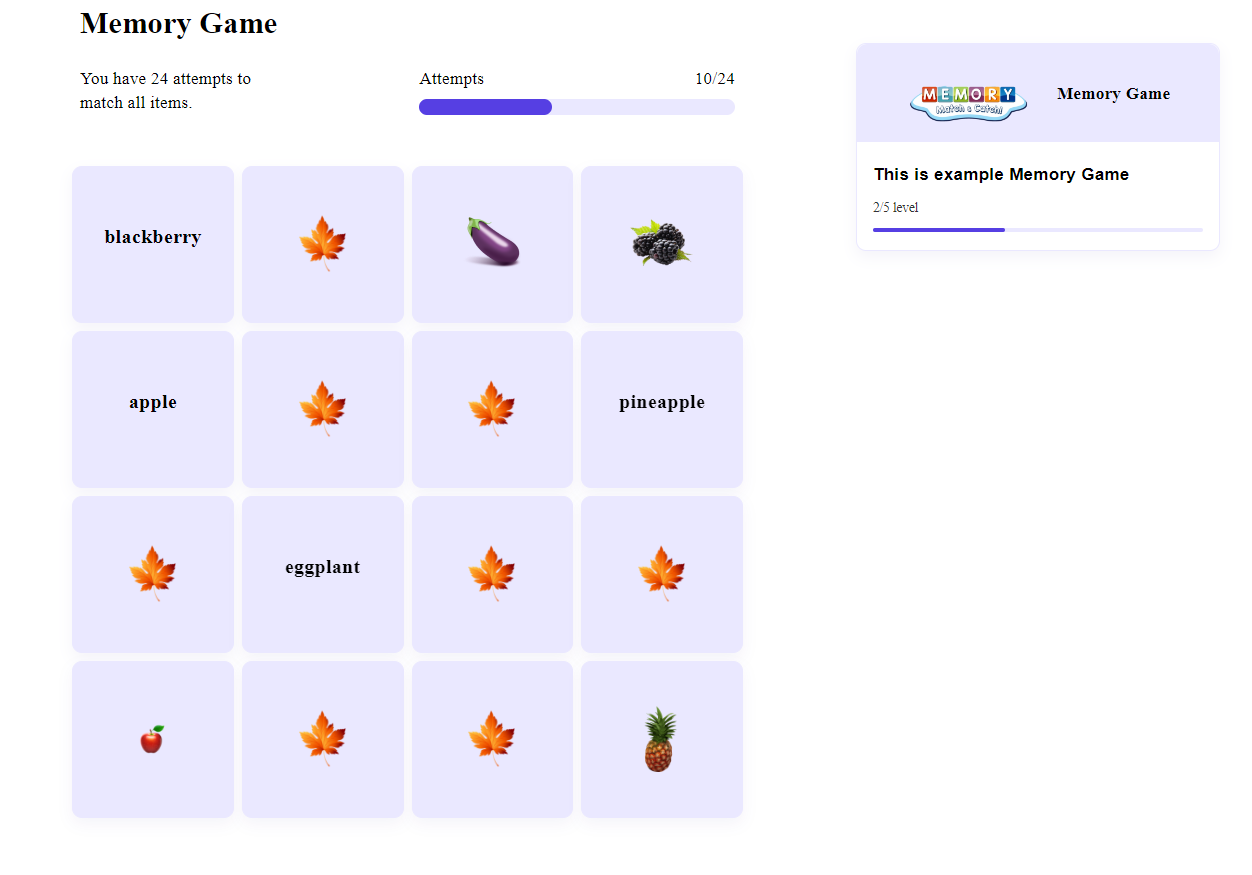 Memory Game
You have 24 attempts to
match all items.
Attempts 10/24
MEMORY
Match & Catch!
Memory Game
This is example Memory Game
2/5 level
blackberry
apple
pineapple
eggplant